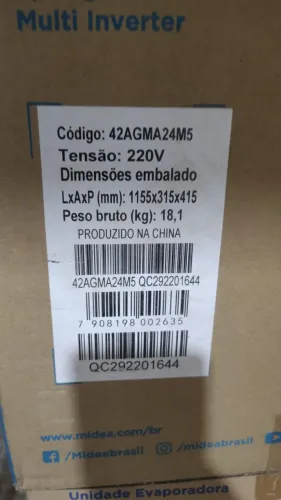 Multi Inverter
Código: 42AGMA24M5
Tensão: 220V
Dimensões embalado
LxAxP (mm): 1155x315x415
Peso bruto (kg): 18,1
PRODUZIDO NA CHINA
42AGMA24M5 QC292201644
7 908198 002635
QC292201644
www.midea.com/br
/Mideabrasil /mideabrasil
Unidade Evaporadora